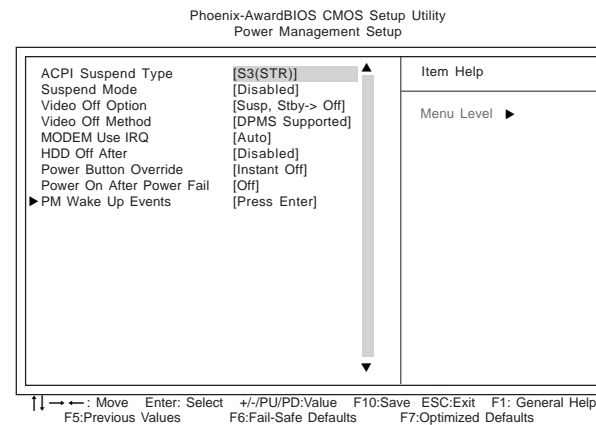 Phoenix-AwardBIOS CMOS Setup Utility
Power Management Setup
ACPI Suspend Type [S3(STR)]
Suspend Mode [Disabled]
Video Off Option [Susp, Stby-> Off]
Video Off Method [DPMS Supported]
MODEM Use IRQ [Auto]
HDD Off After [Disabled]
Power Button Override [Instant Off]
Power On After Power Fail [Off]
▶PM Wake Up Events [Press Enter]
Item Help
Menu Level ▶
↑↓→←: Move Enter: Select +/-/PU/PD:Value F10:Save ESC:Exit F1: General Help
F5:Previous Values F6:Fail-Safe Defaults F7:Optimized Defaults